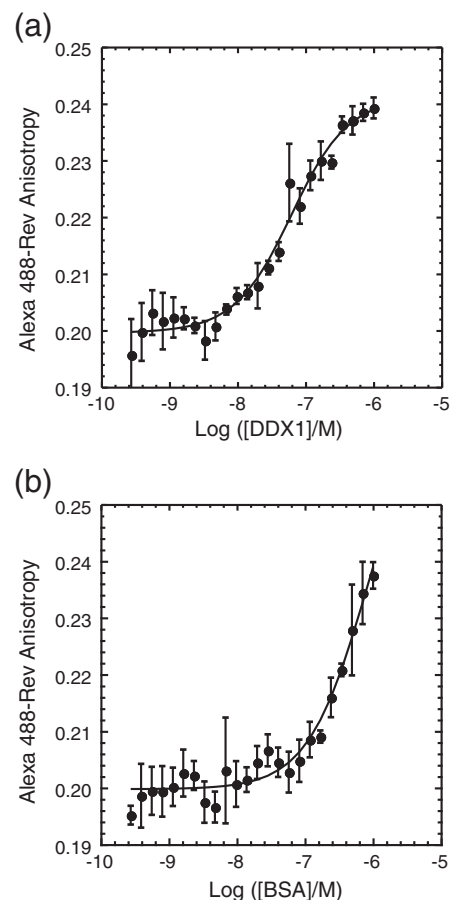 (a)
0.25
0.24
0.23
0.22
0.21
0.20
0.19
Alexa 488-Rev Anisotropy
-10 -9 -8 -7 -6 -5
Log ([DDX1]/M)
(b)
0.25
0.24
0.23
0.22
0.21
0.20
0.19
Alexa 488-Rev Anisotropy
-10 -9 -8 -7 -6 -5
Log ([BSA]/M)